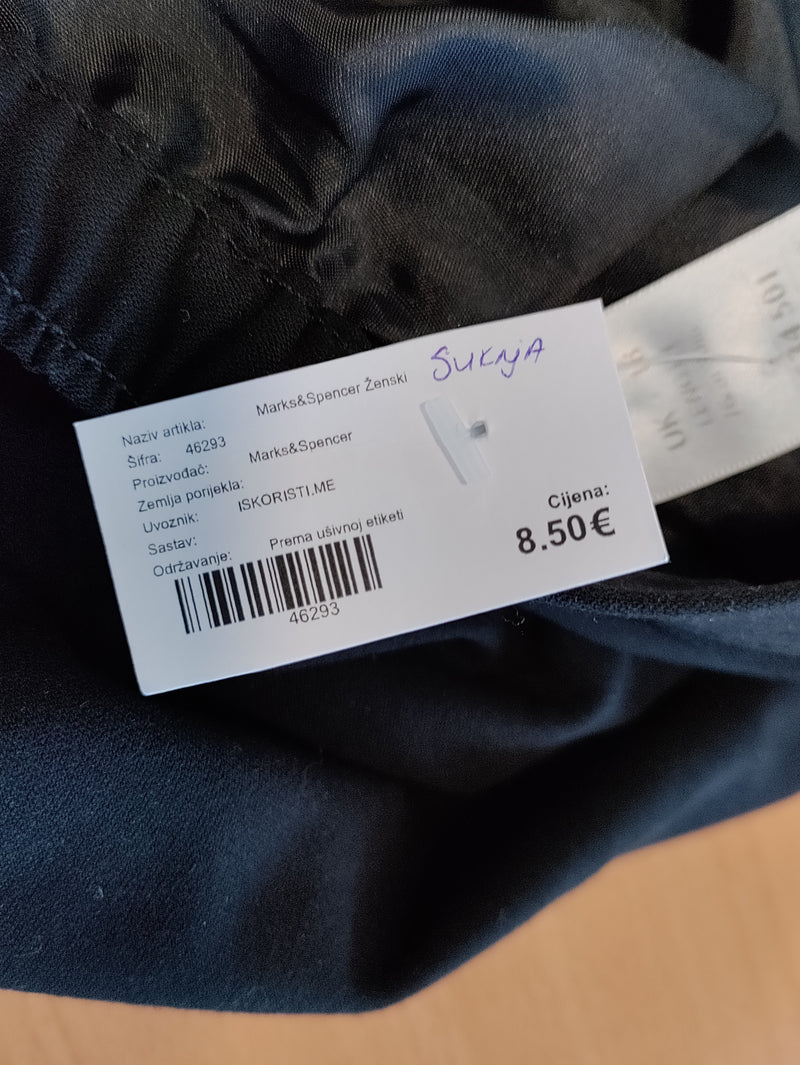 Naziv artikla: Marks&Spencer Ženski Suknja
Šifra: 46293
Proizvođač: Marks&Spencer
Zemlja porijekla:
Uvoznik: ISKORISTI.ME
Sastav:
Održavanje: Prema ušivnoj etiketi
46293
Cijena:
8.50€
UK 18